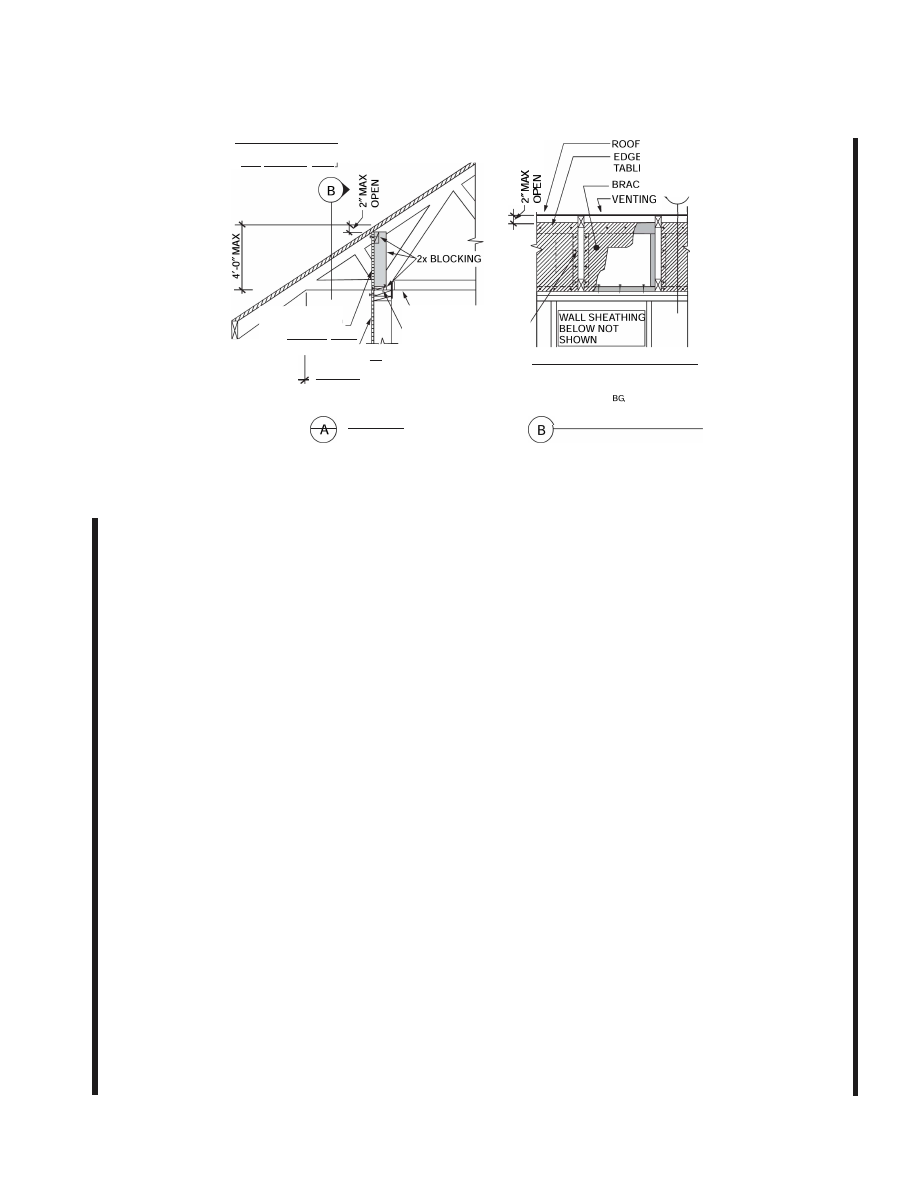 B
2" MAX
OPEN
4'-0" MAX
2x BLOCKING
A
ROOF
EDGE
TABL
BRAC
VENTING
2" MAX
OPEN
WALL SHEATHING
BELOW NOT
SHOWN
BG,
B